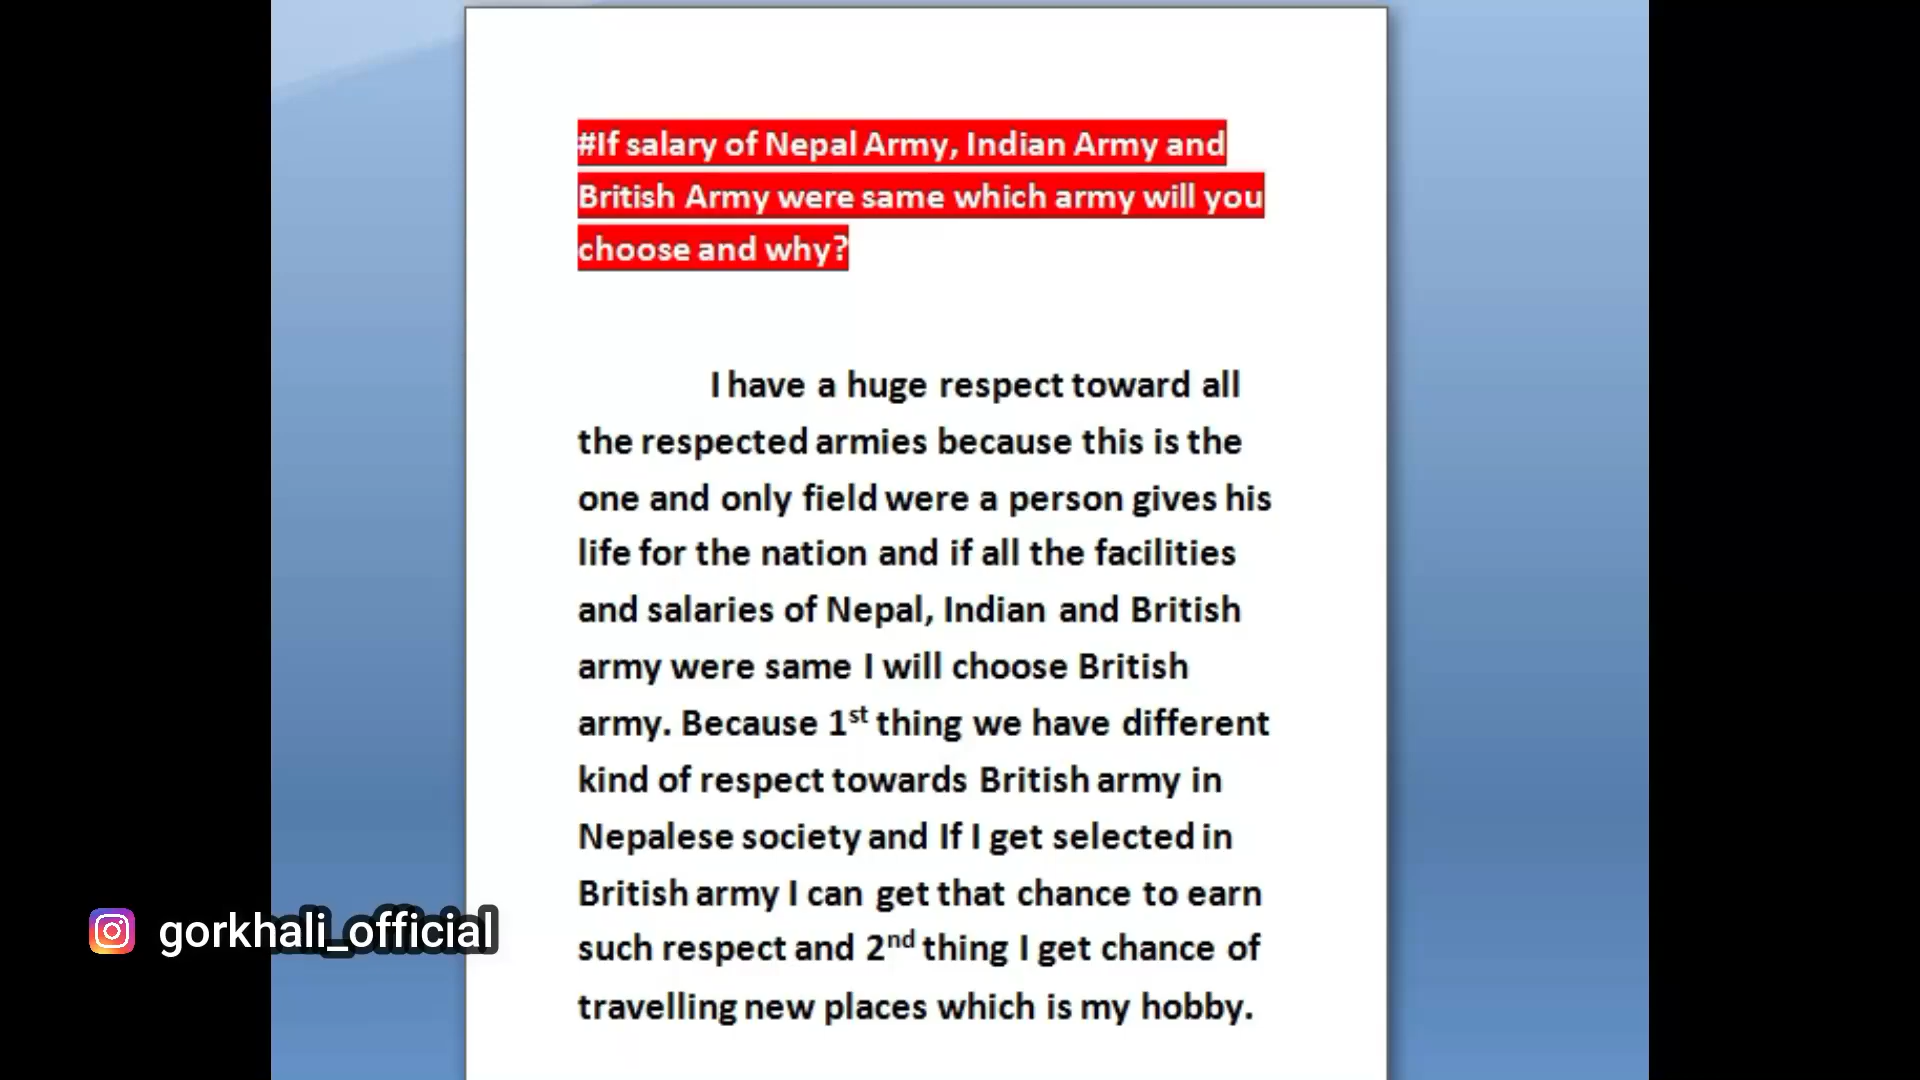 #If salary of Nepal Army, Indian Army and
British Army were same which army will you
choose and why?
I have a huge respect toward all
the respected armies because this is the
one and only field were a person gives his
life for the nation and if all the facilities
and salaries of Nepal, Indian and British
army were same I will choose British
army. Because 1st thing we have different
kind of respect towards British army in
Nepalese society and If I get selected in
British army I can get that chance to earn
such respect and 2nd thing I get chance of
travelling new places which is my hobby.
gorkhali_official